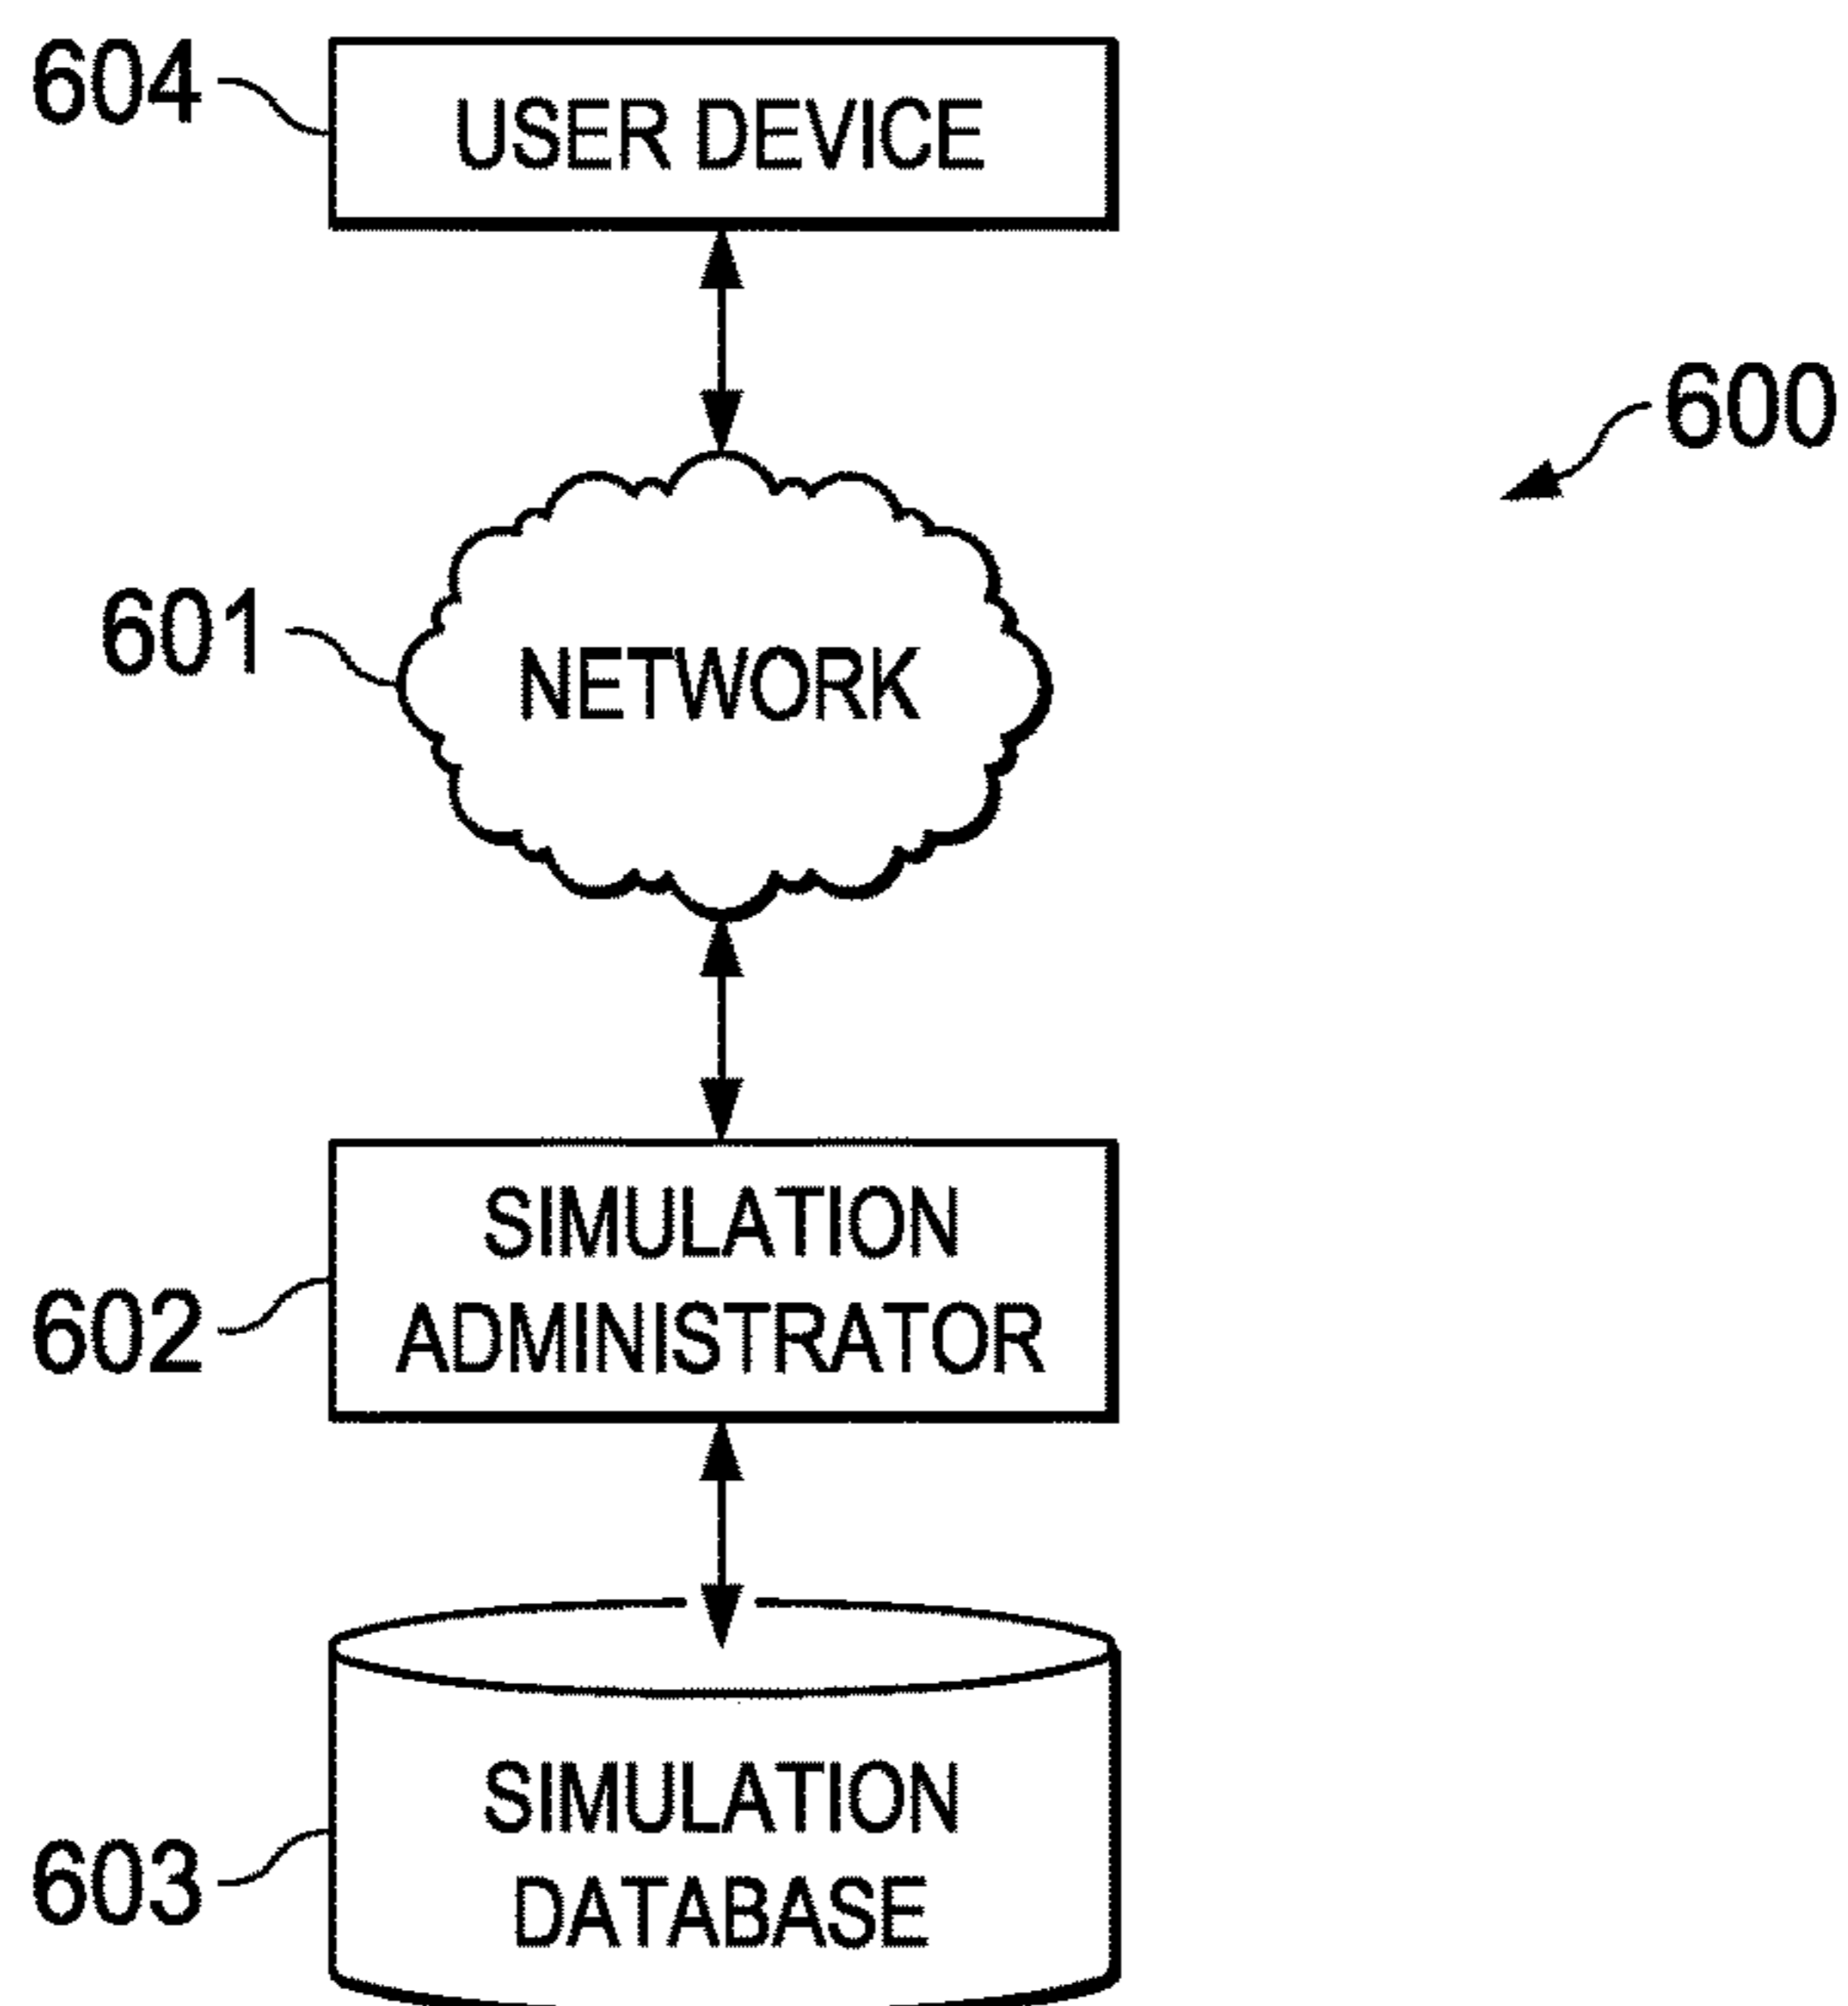 604
USER DEVICE
600
601
NETWORK
SIMULATION
ADMINISTRATOR
602
SIMULATION
DATABASE
603